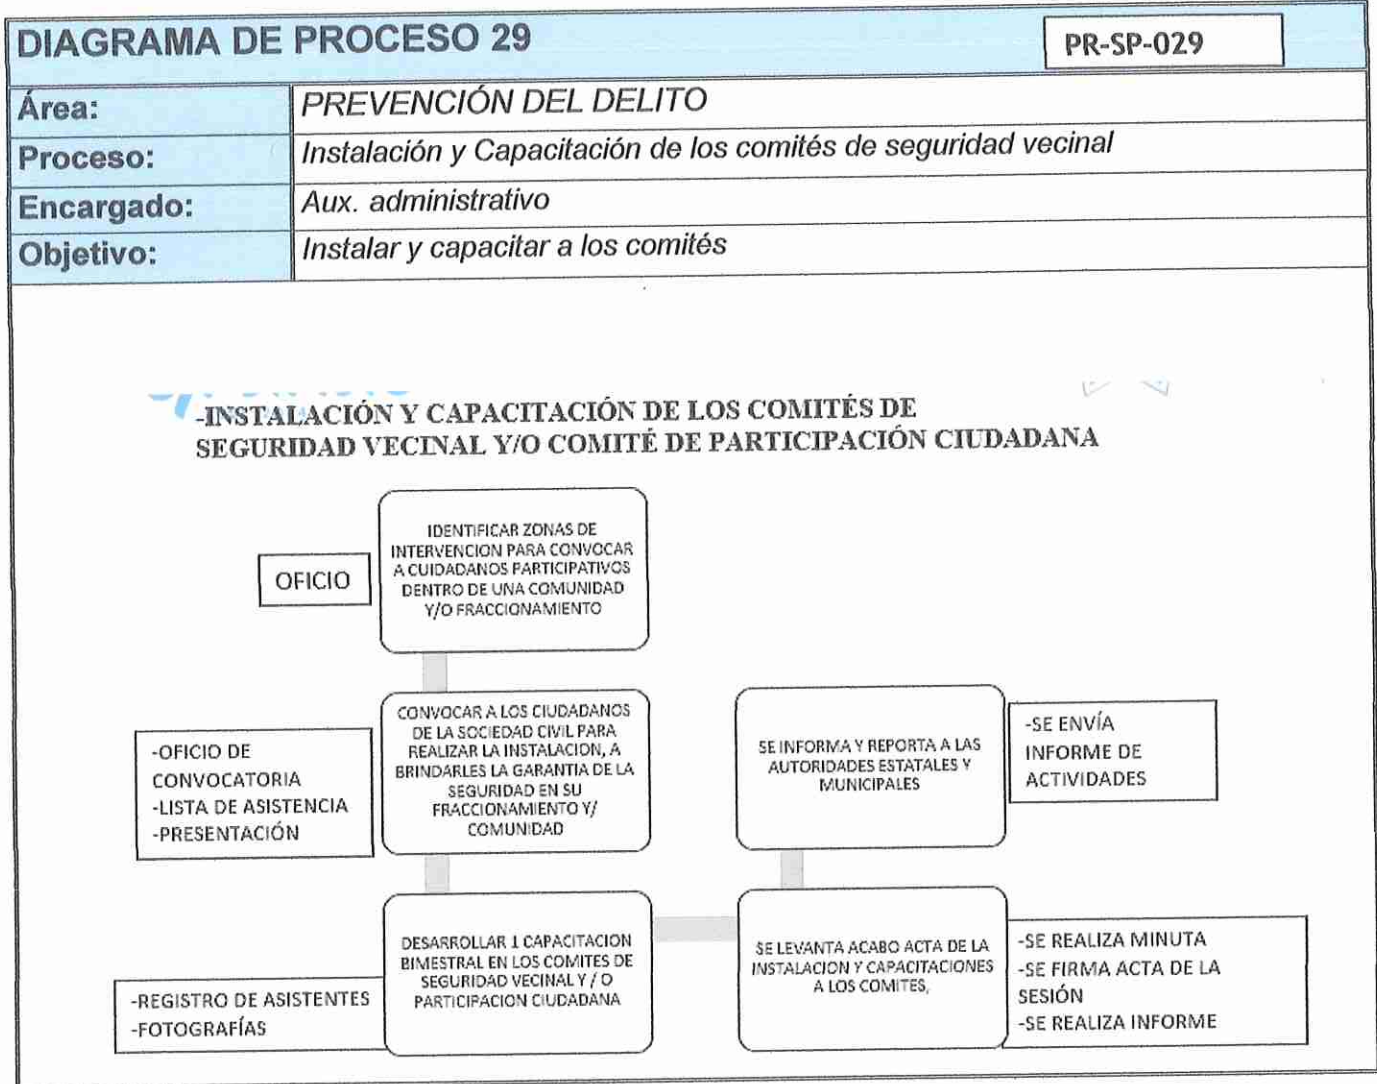 DIAGRAMA DE PROCESO 29
PR-SP-029
Área:
PREVENCIÓN DEL DELITO
Proceso:
Instalación y Capacitación de los comités de seguridad vecinal
Encargado:
Aux. administrativo
Objetivo:
Instalar y capacitar a los comités
-INSTALACIÓN Y CAPACITACIÓN DE LOS COMITÉS DE
SEGURIDAD VECINAL Y/O COMITÉ DE PARTICIPACIÓN CIUDADANA
OFICIO
IDENTIFICAR ZONAS DE
INTERVENCION PARA CONVOCAR
A CUIDADANOS PARTICIPATIVOS
DENTRO DE UNA COMUNIDAD
Y/O FRACCIONAMIENTO
-OFICIO DE
CONVOCATORIA
-LISTA DE ASISTENCIA
-PRESENTACIÓN
CONVOCAR A LOS CIUDADANOS
DE LA SOCIEDAD CIVIL PARA
REALIZAR LA INSTALACION, A
BRINDARLES LA GARANTIA DE LA
SEGURIDAD EN SU
FRACCIONAMIENTO Y/
COMUNIDAD
-REGISTRO DE ASISTENTES
-FOTOGRAFÍAS
DESARROLLAR 1 CAPACITACION
BIMESTRAL EN LOS COMITES DE
SEGURIDAD VECINAL Y / O
PARTICIPACION CIUDADANA
SE LEVANTA ACABO ACTA DE LA
INSTALACION Y CAPACITACIONES
A LOS COMITES,
-SE REALIZA MINUTA
-SE FIRMA ACTA DE LA
SESIÓN
-SE REALIZA INFORME
SE INFORMA Y REPORTA A LAS
AUTORIDADES ESTATALES Y
MUNICIPALES
-SE ENVÍA
INFORME DE
ACTIVIDADES